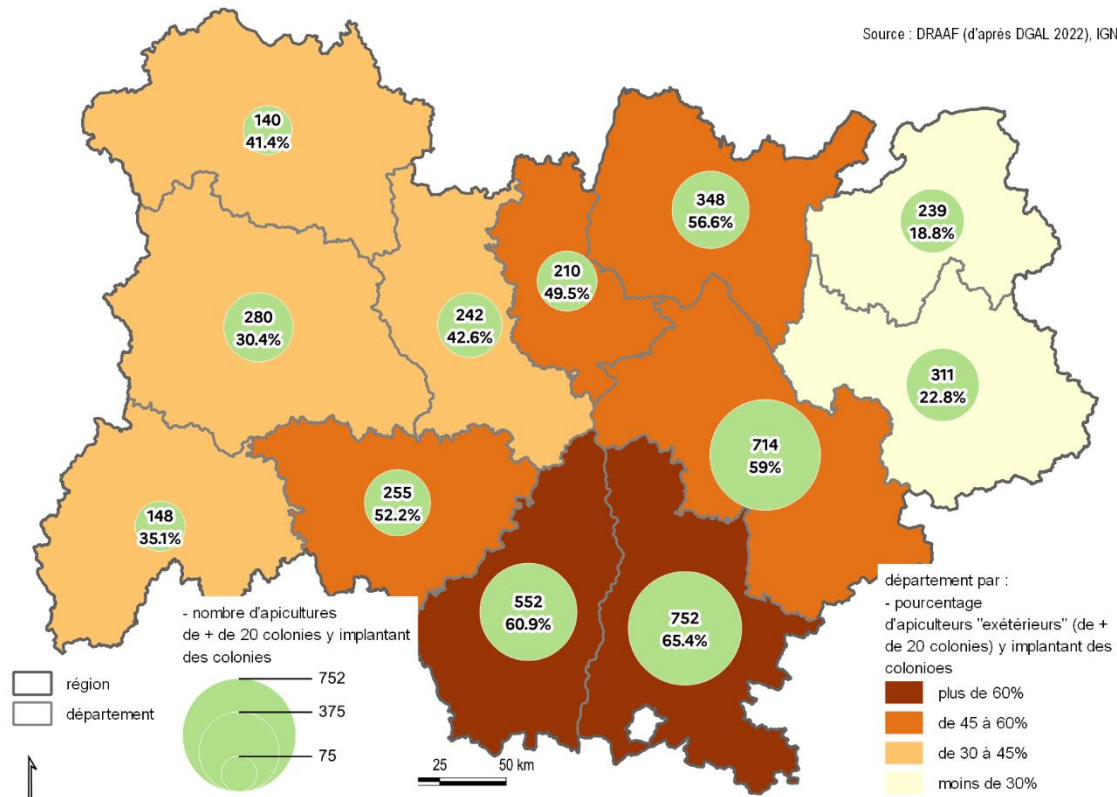 Source : DRAAF (d'après DGAL 2022), IGN
140
41.4%
348
56.6%
239
18.8%
210
49.5%
280
30.4%
242
42.6%
311
22.8%
714
59%
255
52.2%
148
35.1%
552
60.9%
752
65.4%
- nombre d'apicultures
de + de 20 colonies y implantant
des colonies
752
375
75
région
département
25 50 km
département par :
- pourcentage
d'apiculteurs "exétérieurs" (de +
de 20 colonies) y implantant des
colonioes
plus de 60%
de 45 à 60%
de 30 à 45%
moins de 30%